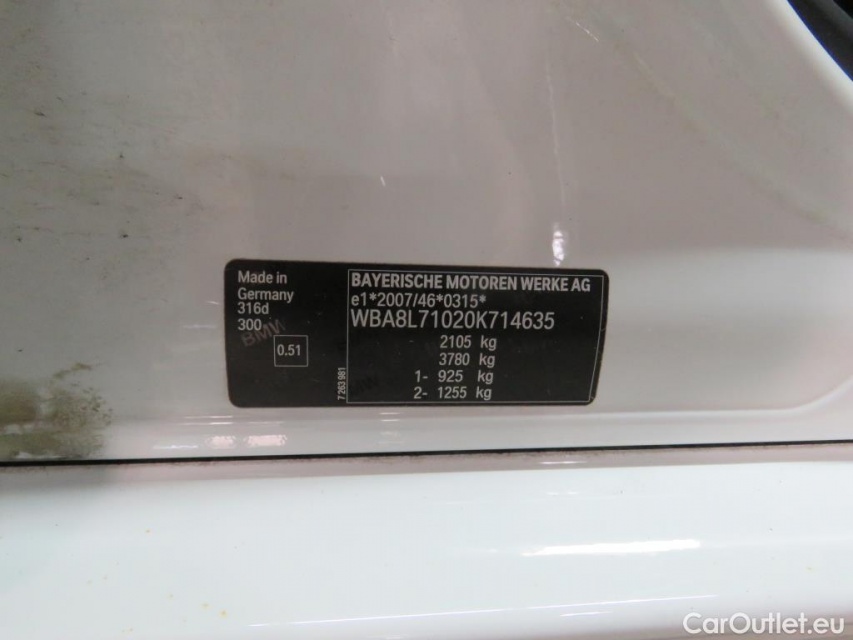 Made in
Germany
316d
300
BMW
0.51
7 263 981
BAYERISCHE MOTOREN WERKE AG
e1*2007/46*0315*
WBA8L71020K714635
2105 kg
3780 kg
1- 925 kg
2- 1255 kg
CarOutlet.eu